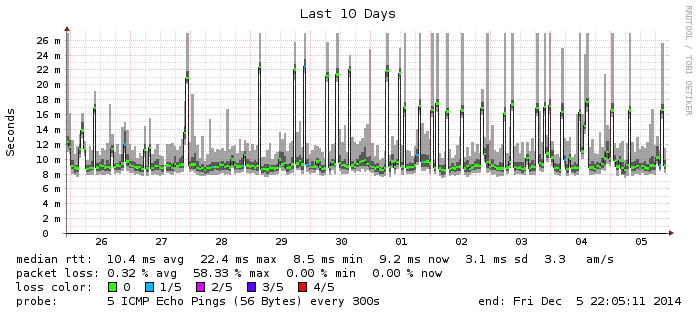 Last 10 Days
RRDTOOL / TOBI OETIKER
Seconds
26 m
24 m
22 m
20 m
18 m
16 m
14 m
12 m
10 m
8 m
6 m
4 m
2 m
0
26 27 28 29 30 01 02 03 04 05
median rtt: 10.4 ms avg 22.4 ms max 8.5 ms min 9.2 ms now 3.1 ms sd 3.3 am/s
packet loss: 0.32 % avg 58.33 % max 0.00 % min 0.00 % now
loss color: 0 1/5 2/5 3/5 4/5
probe: 5 ICMP Echo Pings (56 Bytes) every 300s end: Fri Dec 5 22:05:11 2014